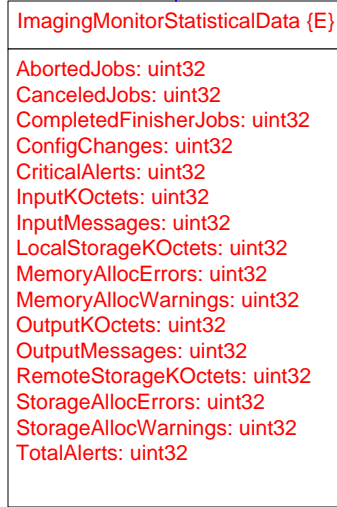 ImagingMonitorStatisticalData {E}
AbortedJobs: uint32
CanceledJobs: uint32
CompletedFinisherJobs: uint32
ConfigChanges: uint32
CriticalAlerts: uint32
InputKOctets: uint32
InputMessages: uint32
LocalStorageKOctets: uint32
MemoryAllocErrors: uint32
MemoryAllocWarnings: uint32
OutputKOctets: uint32
OutputMessages: uint32
RemoteStorageKOctets: uint32
StorageAllocErrors: uint32
StorageAllocWarnings: uint32
TotalAlerts: uint32